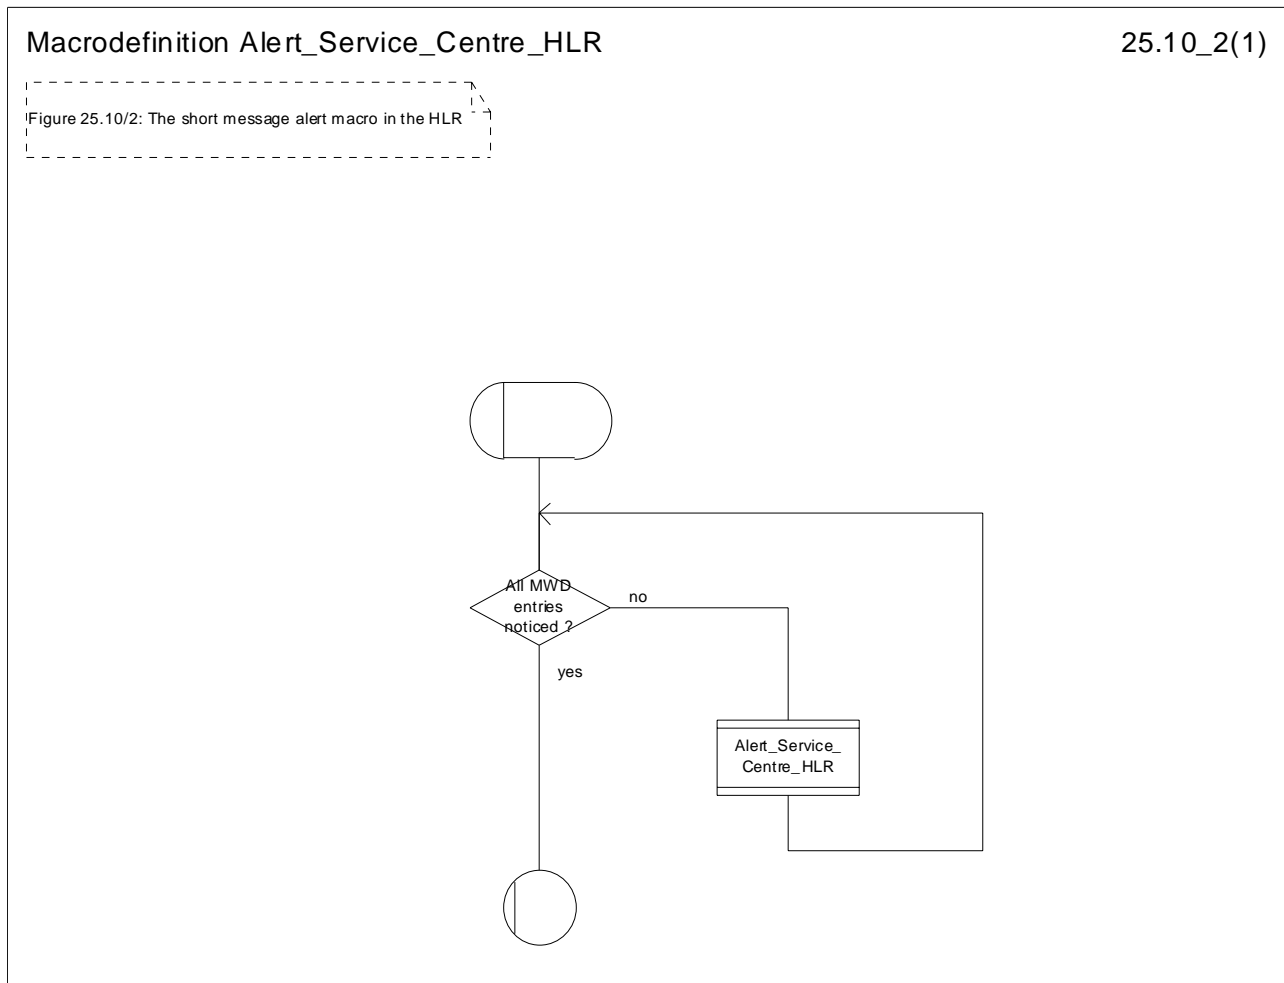 Macrodefinition Alert_Service_Centre_HLR
25.10_2(1)
Figure 25.10/2: The short message alert macro in the HLR
All MWD
entries
noticed ?
no
yes
Alert_Service_
Centre_HLR